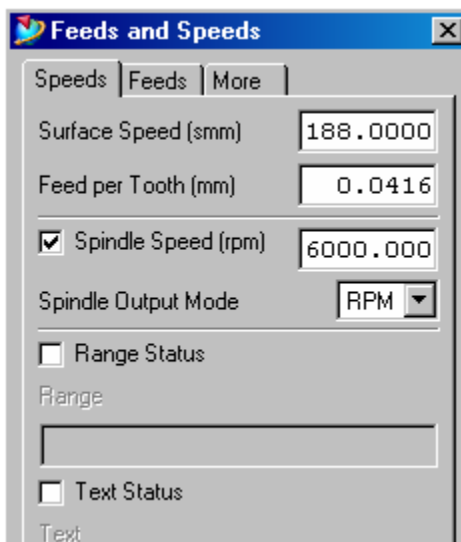 Feeds and Speeds
Speeds Feeds More
Surface Speed (smm) 188.0000
Feed per Tooth (mm) 0.0416
Spindle Speed (rpm) 6000.000
Spindle Output Mode RPM
Range Status
Range
Text Status
Text